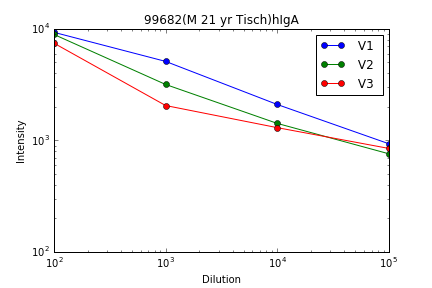 99682(M 21 yr Tisch)hIgA
10^4
V1
V2
V3
10^3
10^2
Intensity
10^2 10^3 10^4 10^5
Dilution